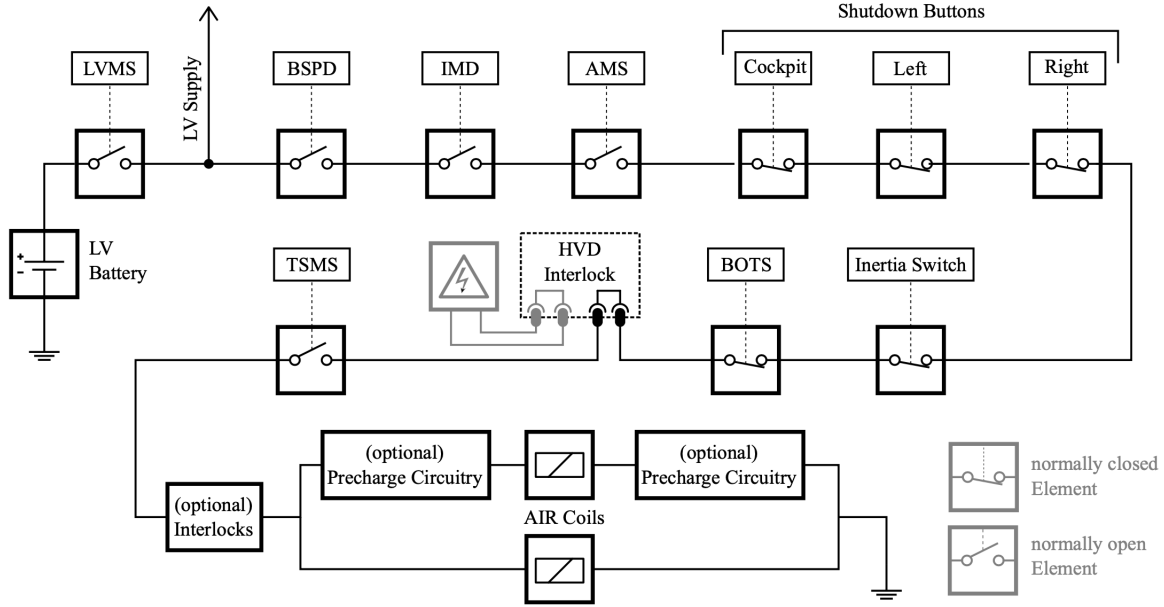 Shutdown Buttons
LVMS
LV Supply
BSPD
IMD
AMS
Cockpit
Left
Right
+
-
LV
Battery
TSMS
HVD
Interlock
BOTS
Inertia Switch
(optional)
Interlocks
(optional)
Precharge Circuitry
AIR Coils
(optional)
Precharge Circuitry
normally closed
Element
normally open
Element